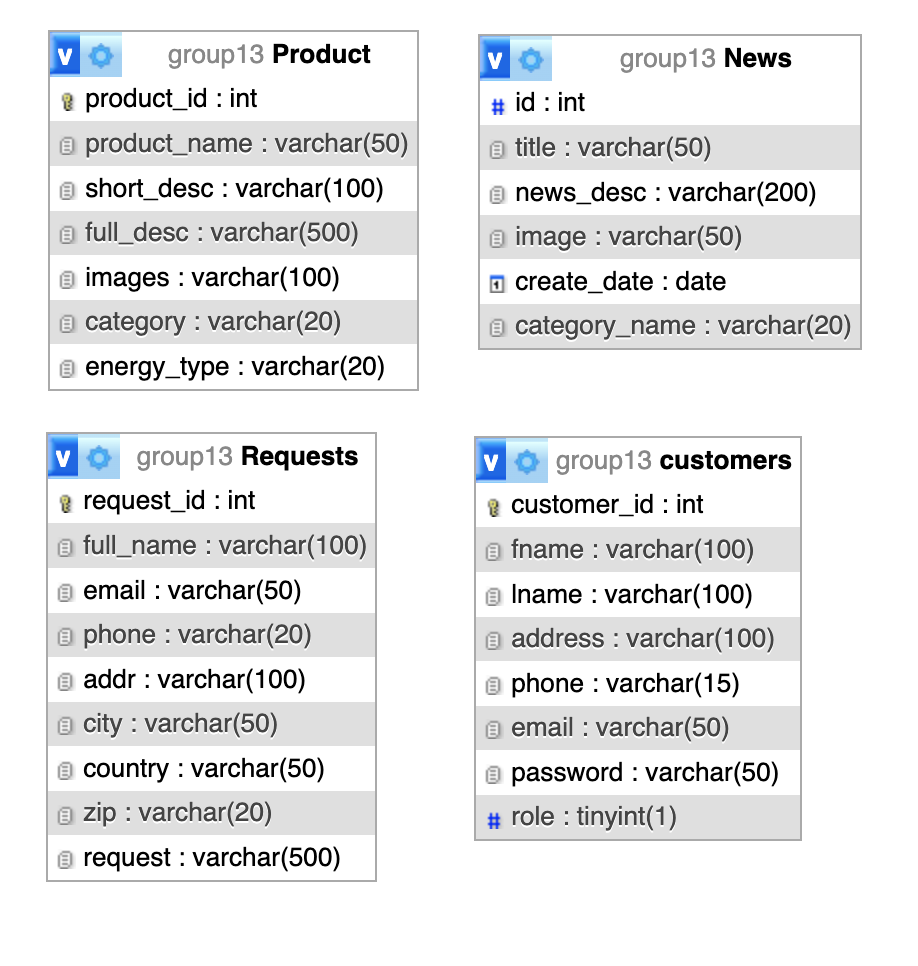 v group13 Product
product_id : int
product_name : varchar(50)
short_desc : varchar(100)
full_desc : varchar(500)
images : varchar(100)
category : varchar(20)
energy_type : varchar(20)
v group13 News
# id : int
title : varchar(50)
news_desc : varchar(200)
image : varchar(50)
1 create_date : date
category_name : varchar(20)
v group13 Requests
request_id : int
full_name : varchar(100)
email : varchar(50)
phone : varchar(20)
addr : varchar(100)
city : varchar(50)
country : varchar(50)
zip : varchar(20)
request : varchar(500)
v group13 customers
customer_id : int
fname : varchar(100)
lname : varchar(100)
address : varchar(100)
phone : varchar(15)
email : varchar(50)
password : varchar(50)
# role : tinyint(1)